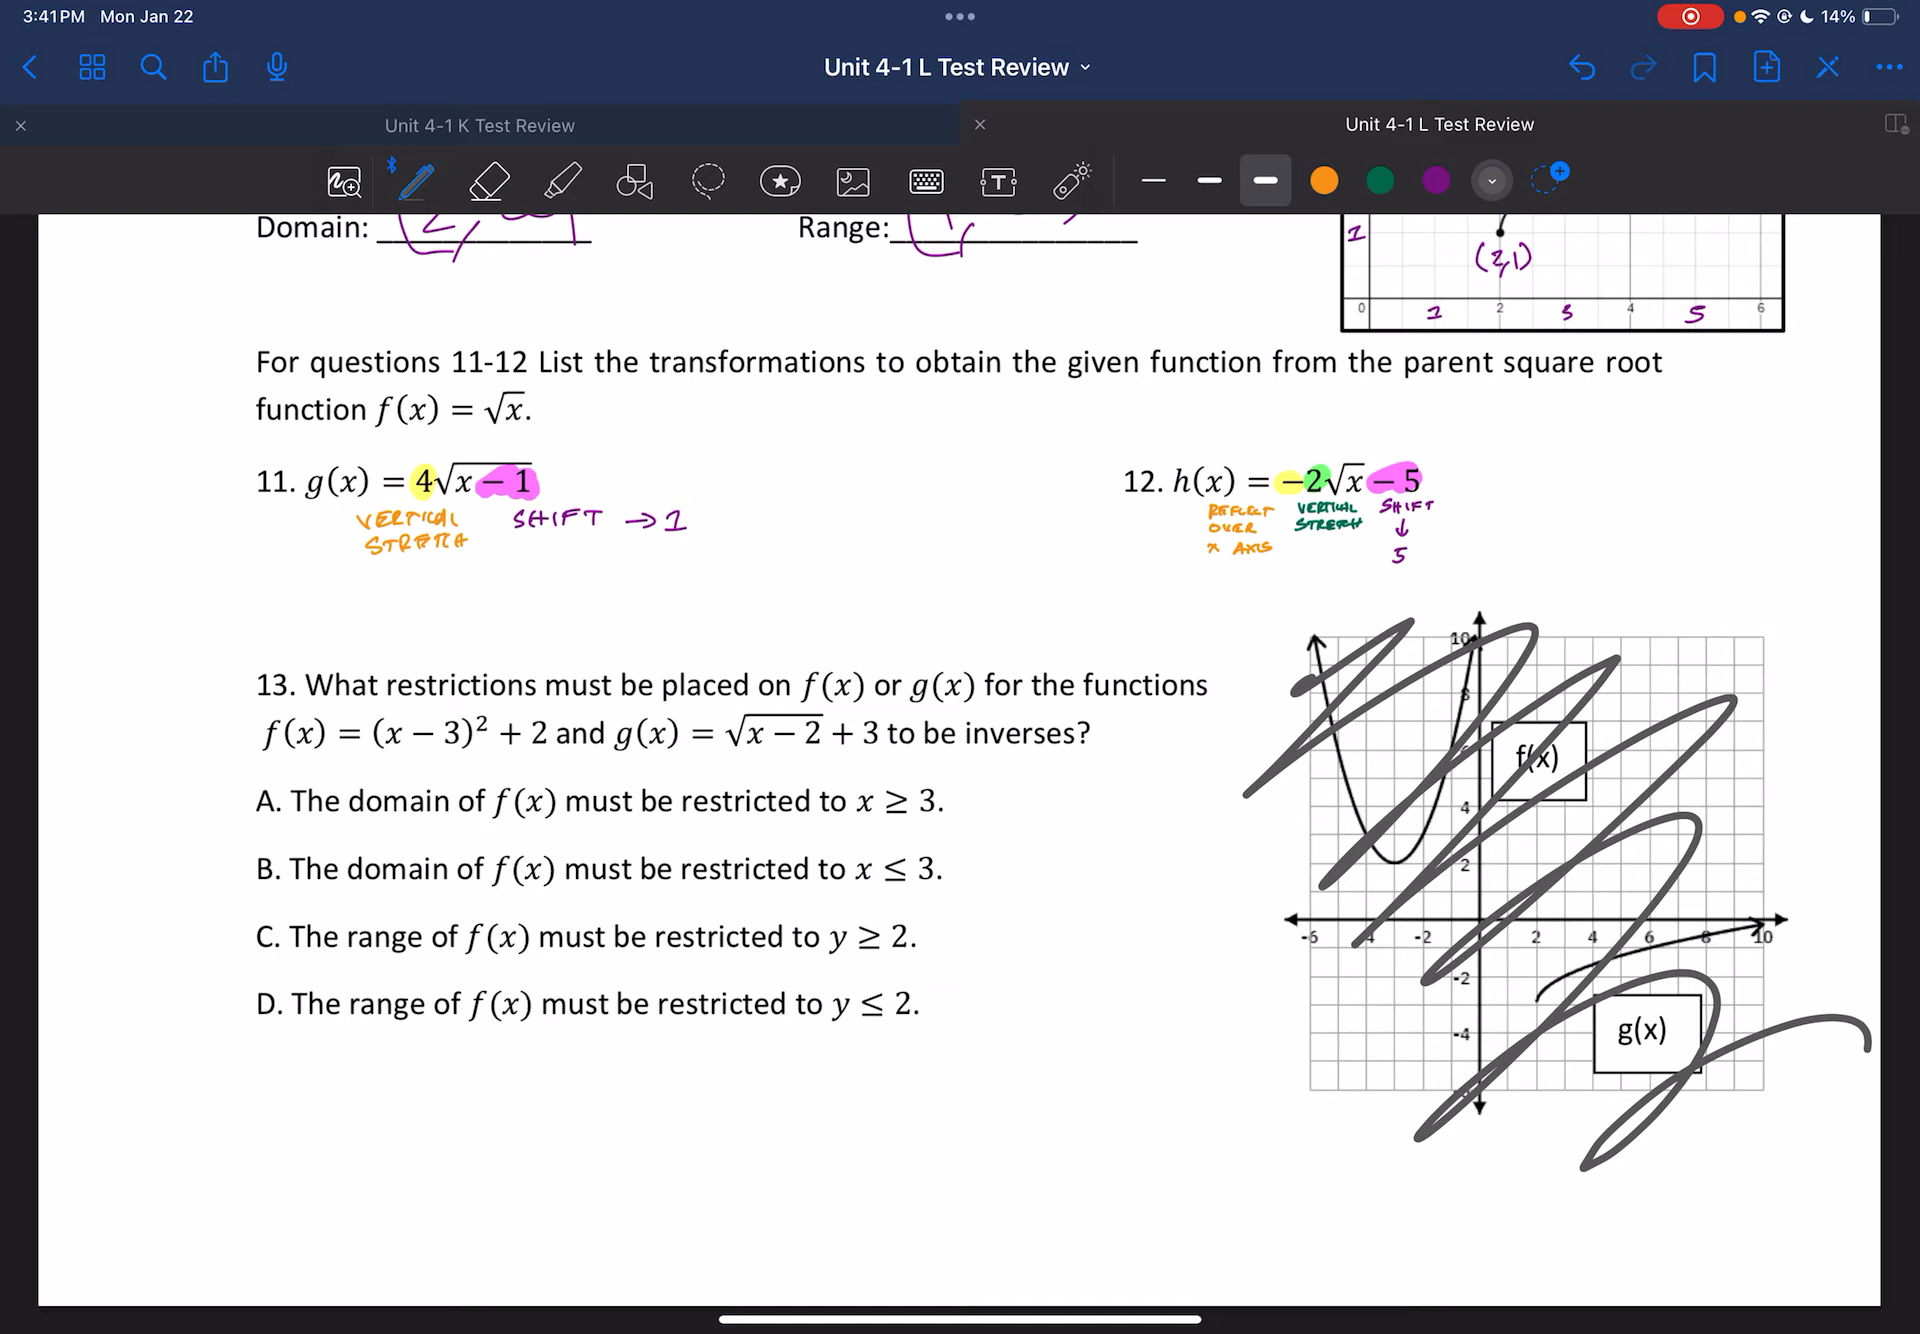 3:41PM Mon Jan 22
14%
Unit 4-1 L Test Review
Unit 4-1 K Test Review
Unit 4-1 L Test Review
Domain:
Range:
1
(2,1)
0 1 2 3 4 5 6
For questions 11-12 List the transformations to obtain the given function from the parent square root
function f(x) = √x.
11. g(x) = 4√(x − 1)
VERTICAL
STRETCH
SHIFT → 1
12. h(x) = −2√x − 5
REFLECT
OVER
x AXIS
VERTICAL
STRETCH
SHIFT
↓
5
13. What restrictions must be placed on f(x) or g(x) for the functions
f(x) = (x − 3)² + 2 and g(x) = √(x − 2) + 3 to be inverses?
A. The domain of f(x) must be restricted to x ≥ 3.
B. The domain of f(x) must be restricted to x ≤ 3.
C. The range of f(x) must be restricted to y ≥ 2.
D. The range of f(x) must be restricted to y ≤ 2.
10
8
f(x)
4
2
-2 2 4 6 8 10
-2
-4
g(x)